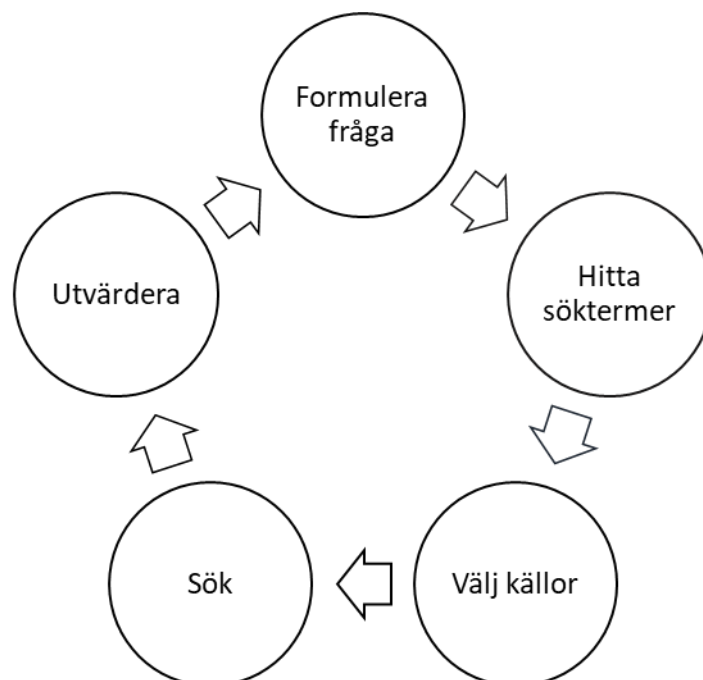 Formulera
fråga
Hitta
söktermer
Välj källor
Sök
Utvärdera